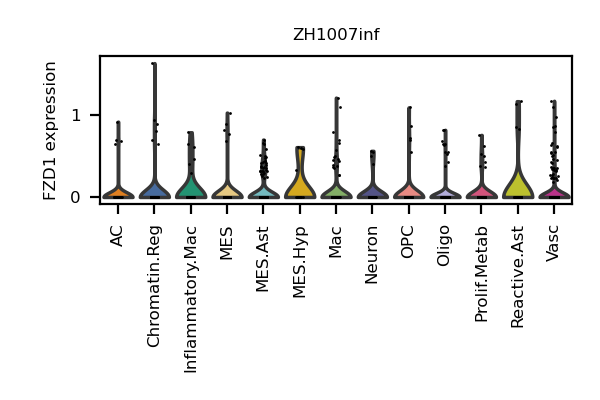 ZH1007inf
FZD1 expression
1
0
AC
Chromatin.Reg
Inflammatory.Mac
MES
MES.Ast
MES.Hyp
Mac
Neuron
OPC
Oligo
Prolif.Metab
Reactive.Ast
Vasc